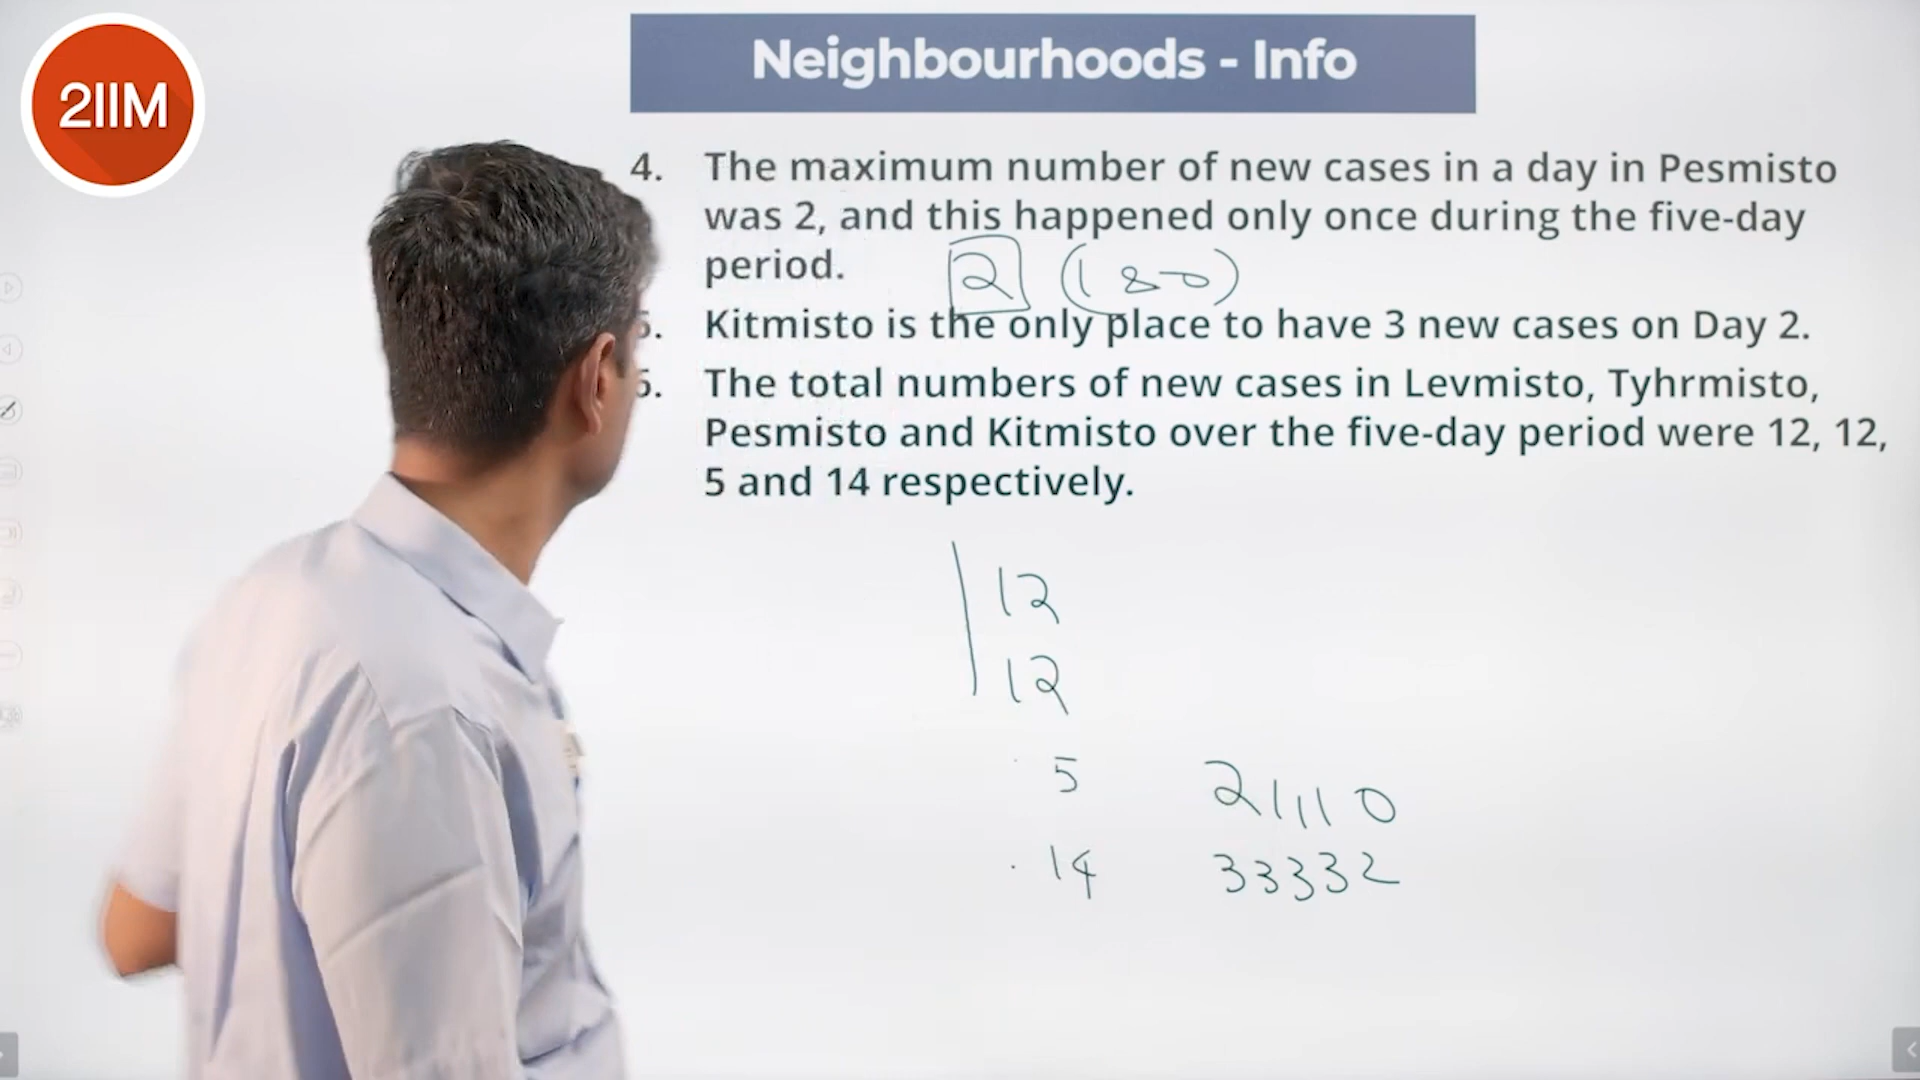 2IIM
Neighbourhoods - Info
4. The maximum number of new cases in a day in Pesmisto
was 2, and this happened only once during the five-day
period.
2 (1 & 0)
5. Kitmisto is the only place to have 3 new cases on Day 2.
6. The total numbers of new cases in Levmisto, Tyhrmisto,
Pesmisto and Kitmisto over the five-day period were 12, 12,
5 and 14 respectively.
12
12
5 21110
14 33332